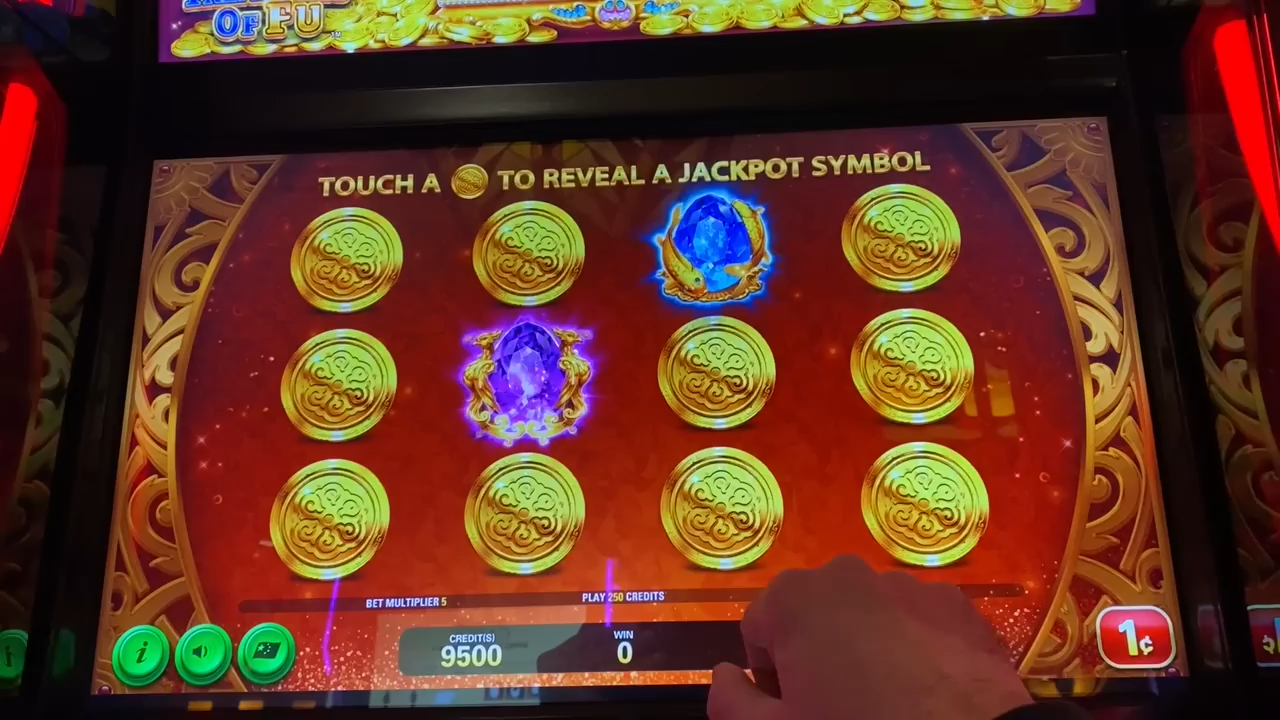 OF FU
TOUCH A TO REVEAL A JACKPOT SYMBOL
BET MULTIPLIER 5
PLAY 250 CREDITS
CREDIT(S)
9500
WIN
0
i
1¢